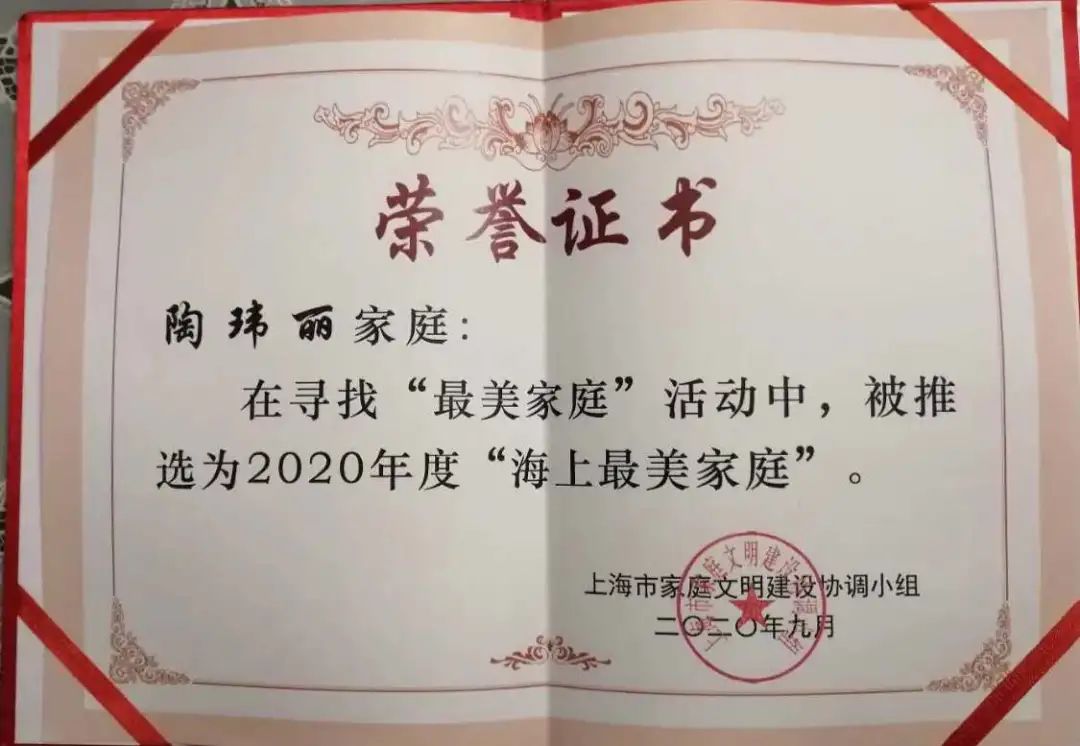 荣誉证书
陶玮丽家庭：
在寻找“最美家庭”活动中，被推
选为2020年度“海上最美家庭”。
上海市家庭文明建设协调小组
二〇二〇年九月